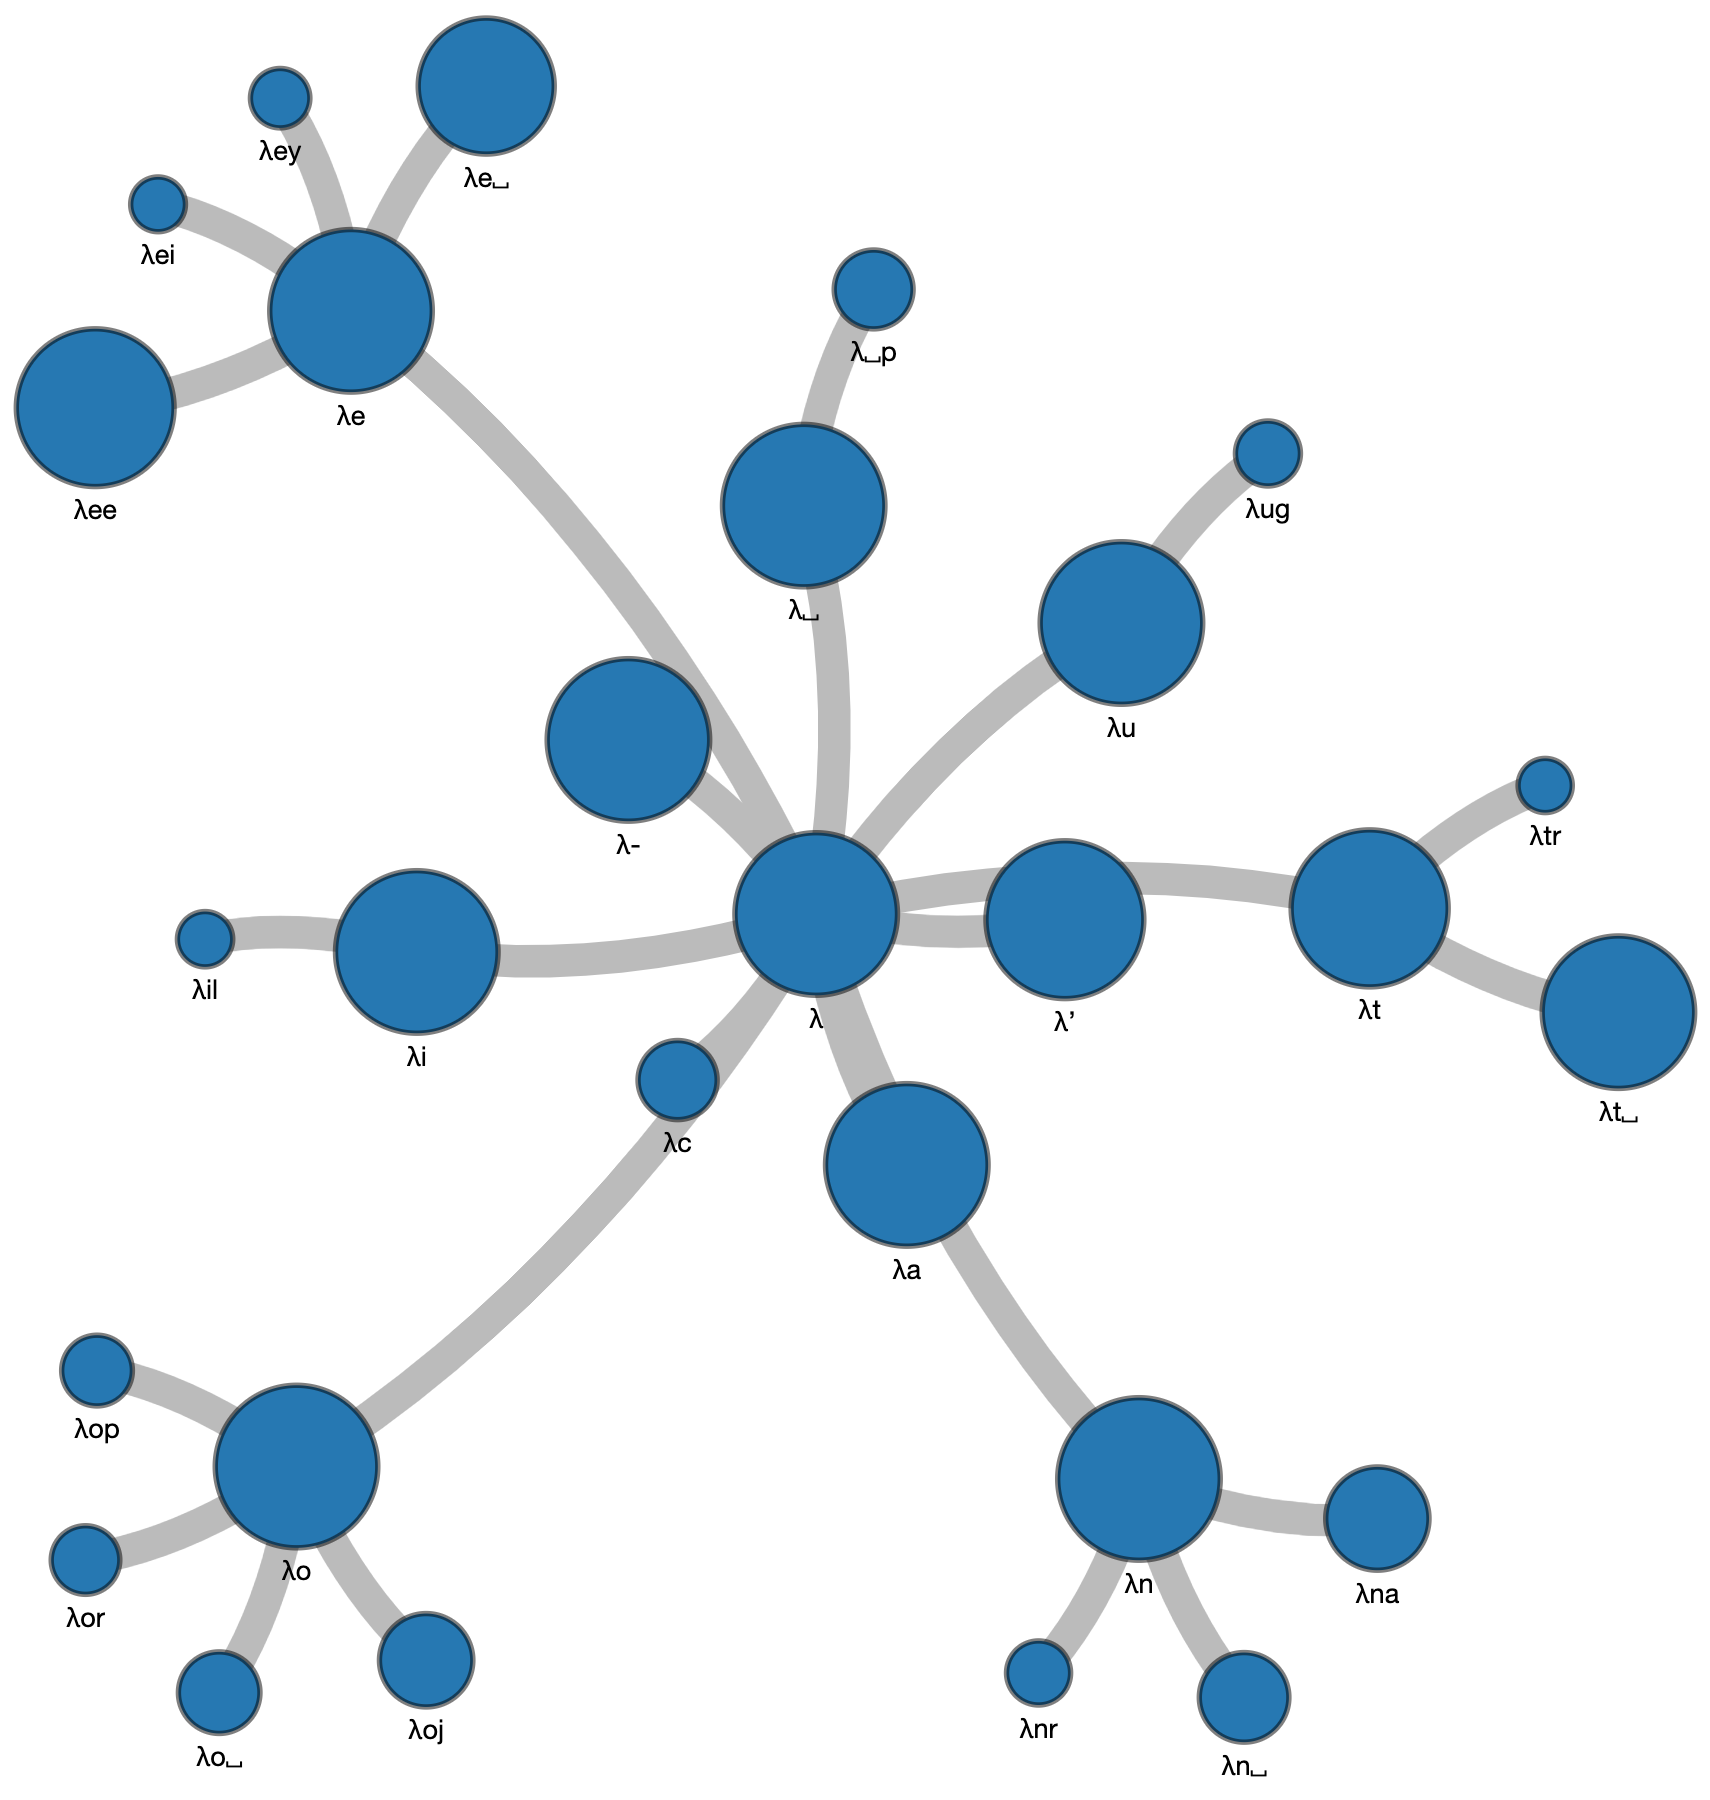 λey
λe␣
λei
λ␣p
λe
λee
λug
λ␣
λu
λ-
λtr
λil
λi
λ
λ’
λt
λt␣
λc
λa
λop
λo
λn
λna
λor
λoj
λnr
λo␣
λn␣